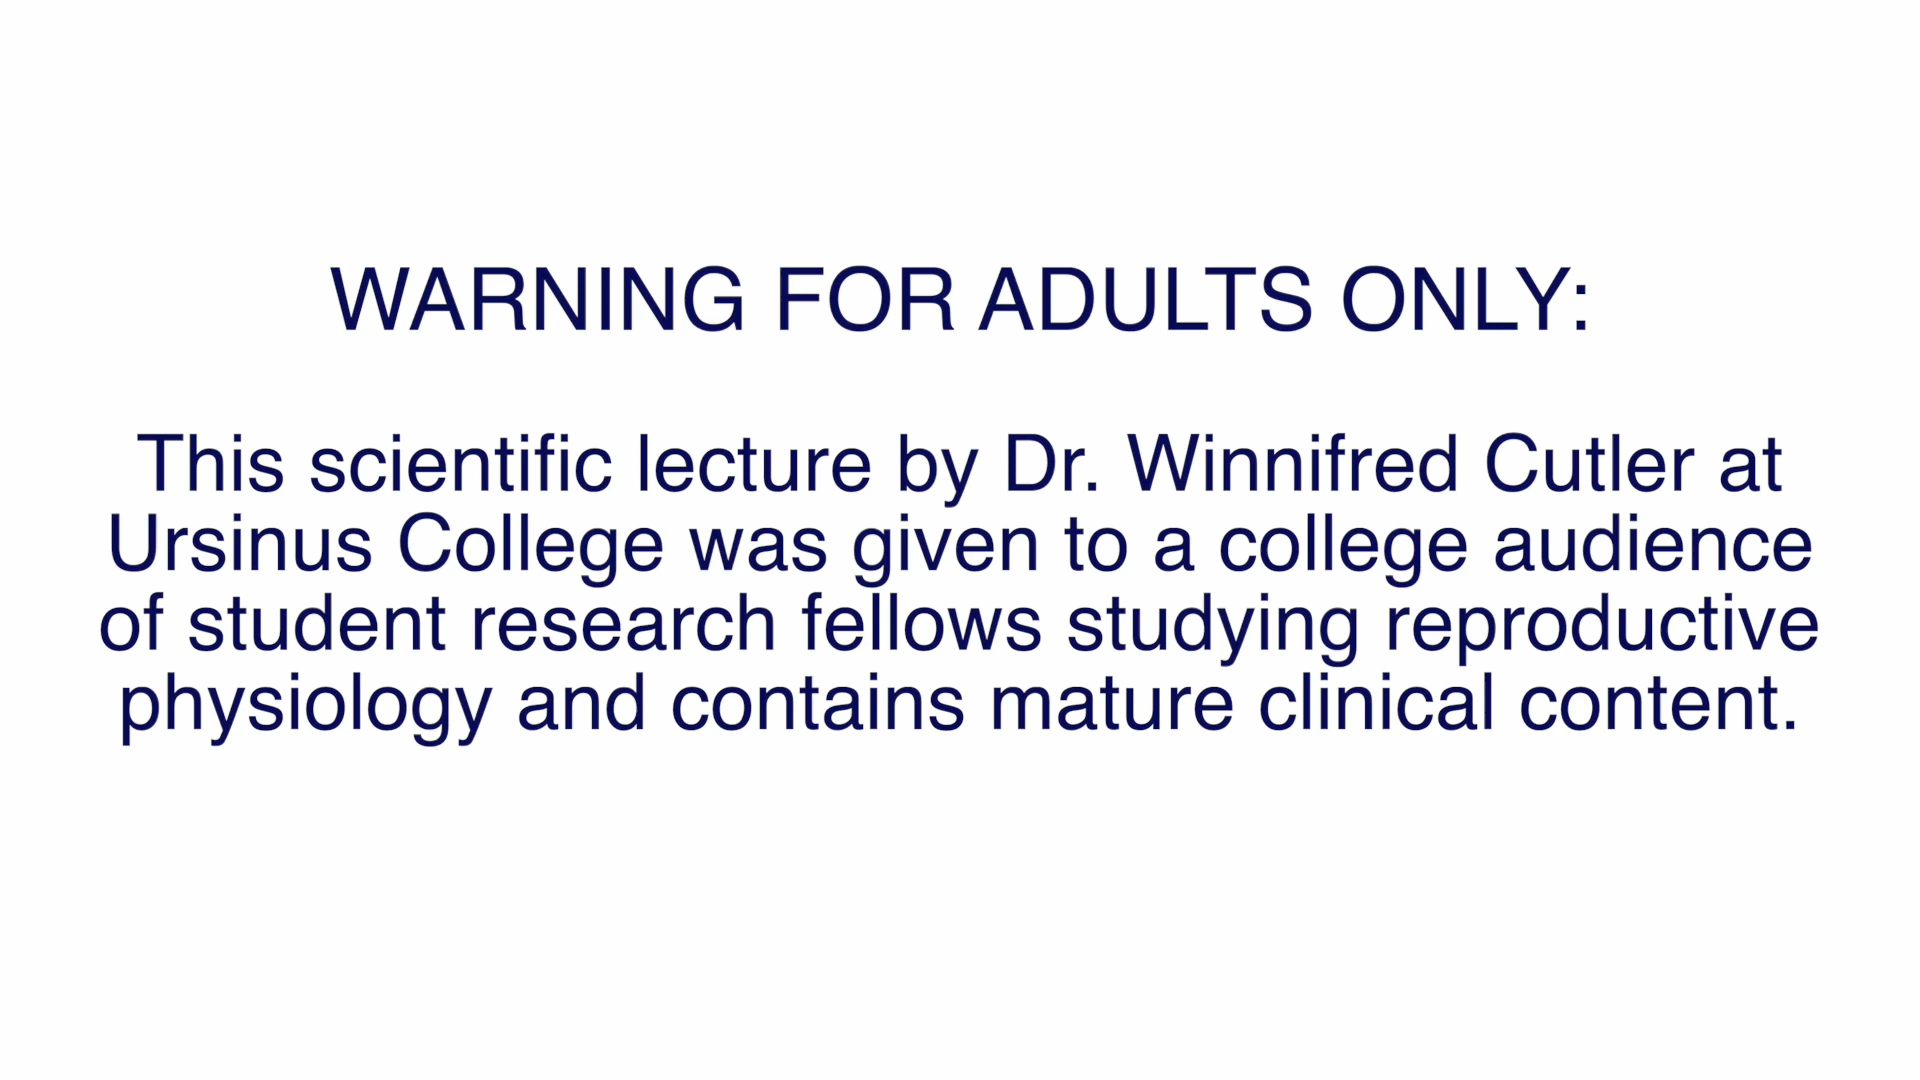 WARNING FOR ADULTS ONLY:
This scientific lecture by Dr. Winnifred Cutler at
Ursinus College was given to a college audience
of student research fellows studying reproductive
physiology and contains mature clinical content.